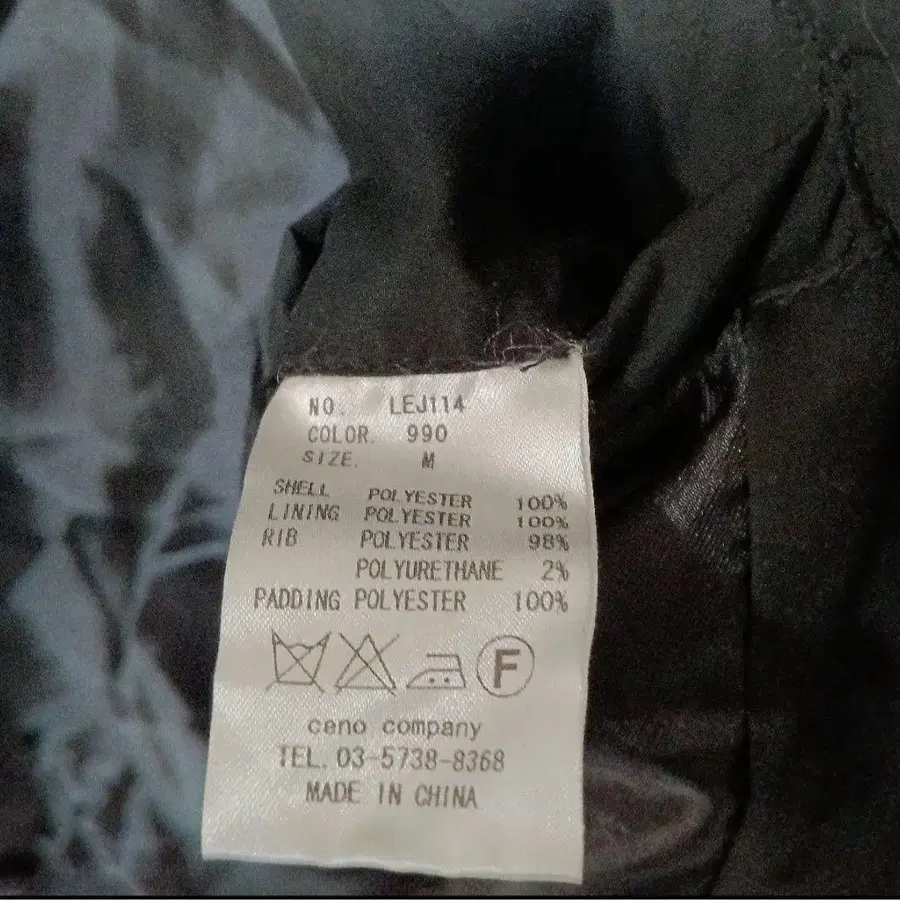 NO. LEJ114
COLOR. 990
SIZE. M
SHELL POLYESTER 100%
LINING POLYESTER 100%
RIB POLYESTER 98%
POLYURETHANE 2%
PADDING POLYESTER 100%
F
ceno company
TEL. 03-5738-8368
MADE IN CHINA